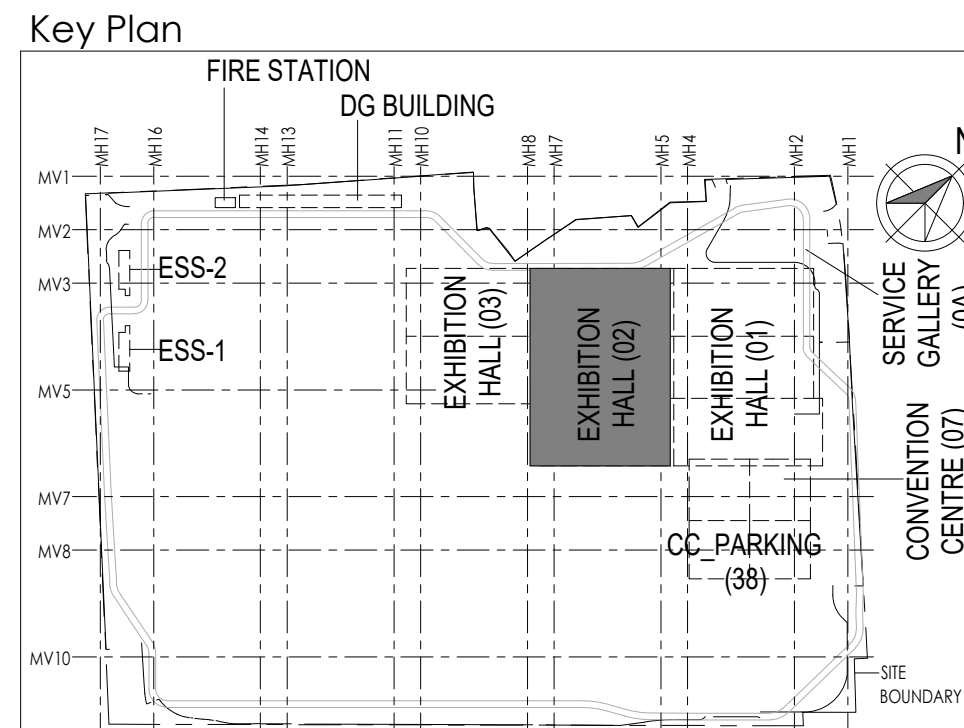 Key Plan
FIRE STATION
DG BUILDING
MH17
MH16
MH14
MH13
MH11
MH10
MH8
MH7
MH5
MH4
MH2
MH1
MV1
MV2
MV3
MV5
MV7
MV8
MV10
ESS-2
ESS-1
EXHIBITION
HALL (03)
EXHIBITION
HALL (02)
EXHIBITION
HALL (01)
N
SERVICE
GALLERY
(0A)
CONVENTION
CENTRE (07)
CC_PARKING
(38)
SITE
BOUNDARY